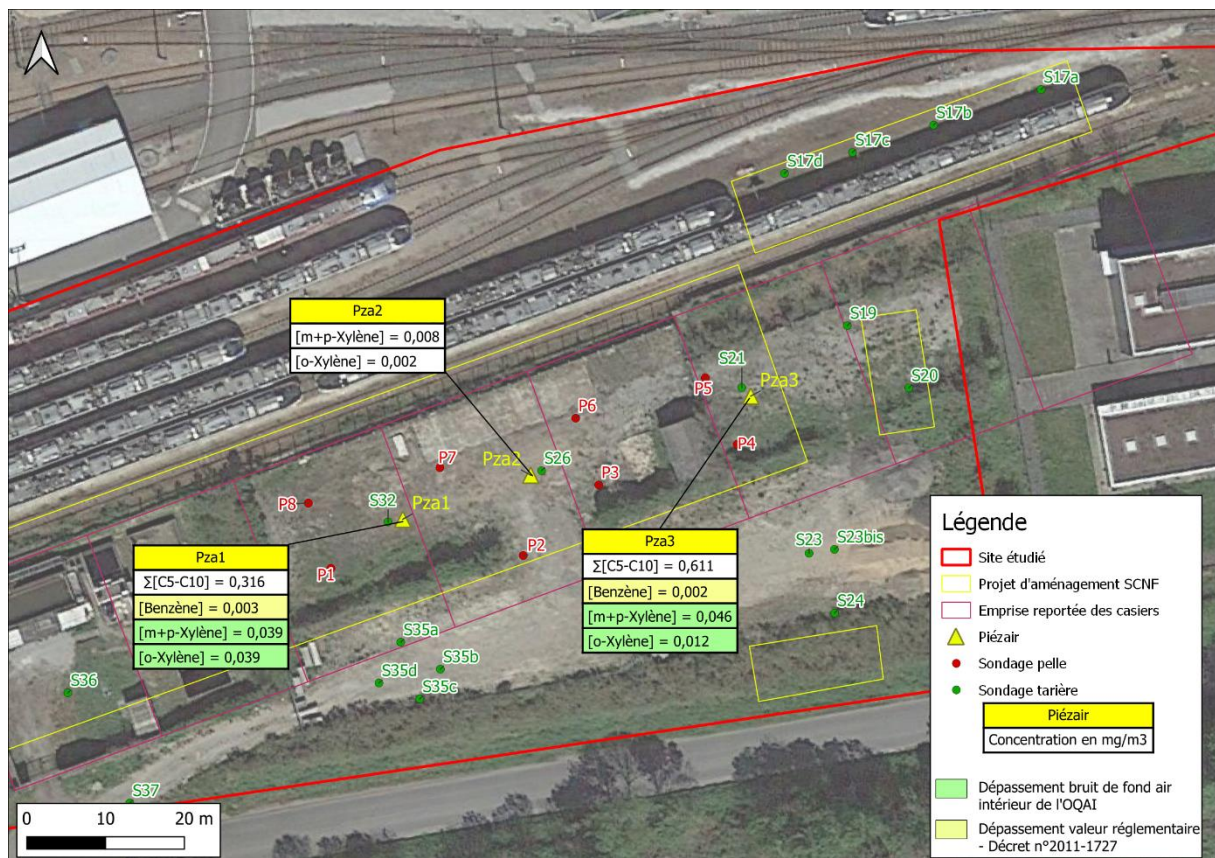 S17a
S17b
S17c
S17d
Pza2
[m+p-Xylène] = 0,008
[o-Xylène] = 0,002
S19
S20
S21
Pza3
P5
P4
P6
S26
Pza2
P3
P7
P2
P8
S32
Pza1
P1
Pza1
Σ[C5-C10] = 0,316
[Benzène] = 0,003
[m+p-Xylène] = 0,039
[o-Xylène] = 0,039
Pza3
Σ[C5-C10] = 0,611
[Benzène] = 0,002
[m+p-Xylène] = 0,046
[o-Xylène] = 0,012
S23
S23bis
S24
S35a
S35b
S35d
S35c
S36
S37
0 10 20 m
Légende
Site étudié
Projet d'aménagement SCNF
Emprise reportée des casiers
Piézair
Sondage pelle
Sondage tarière
Piézair
Concentration en mg/m3
Dépassement bruit de fond air
intérieur de l'OQAI
Dépassement valeur réglementaire
- Décret n°2011-1727